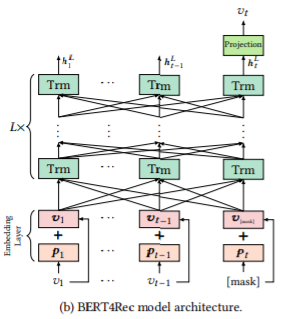 v_t
Projection
h_1^L ··· h_{t-1}^L h_t^L
Trm ··· Trm Trm
L×
Trm ··· Trm Trm
Embedding Layer
v_1 ··· v_{t-1} v_[mask]
+ + +
p_1 ··· p_{t-1} p_t
v_1 ··· v_{t-1} [mask]
(b) BERT4Rec model architecture.